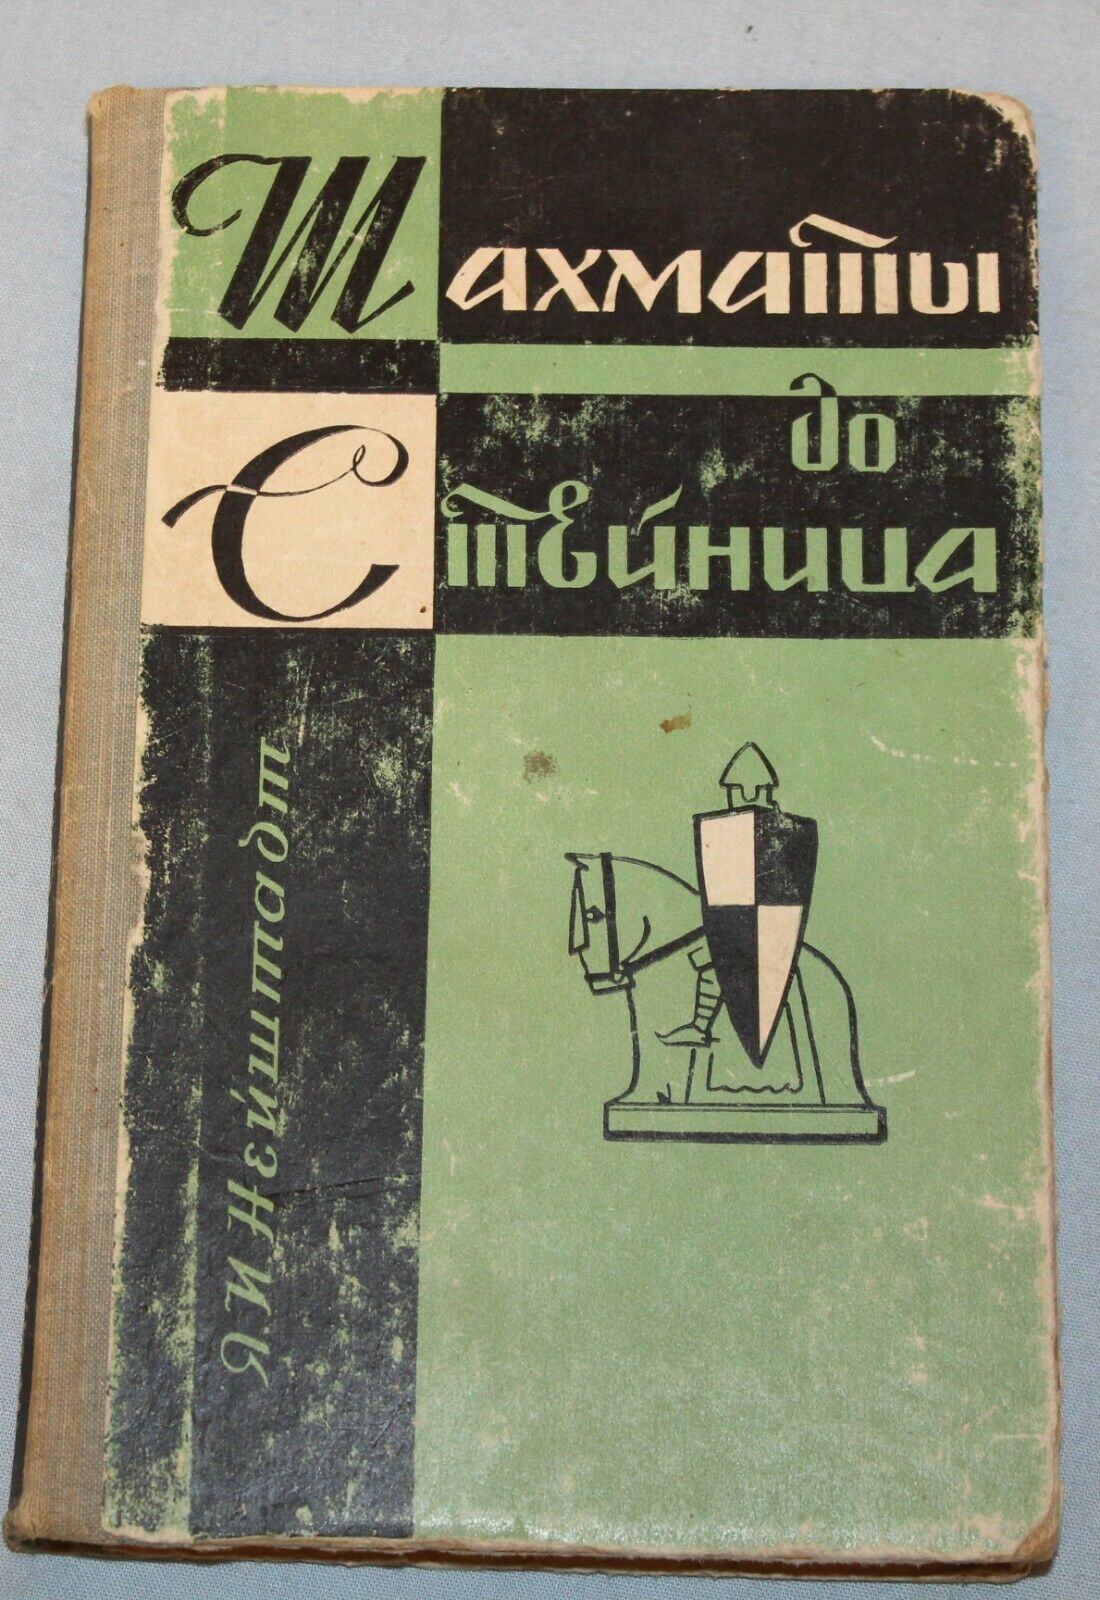 Шахматы
до
Стейница
Я. Нейштадт